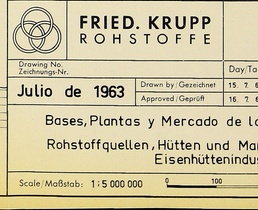 FRIED. KRUPP
ROHSTOFFE
Drawing No.
Zeichnungs-Nr.
Day/Ta
Julio de 1963
Drawn by/Gezeichnet
15. 7. 6
Approved/Geprüft
16. 7. 6
Bases, Plantas y Mercado de la
Rohstoffquellen, Hütten und Ma
Eisenhüttenindus
Scale/Maßstab: 1:5 000 000
0 100